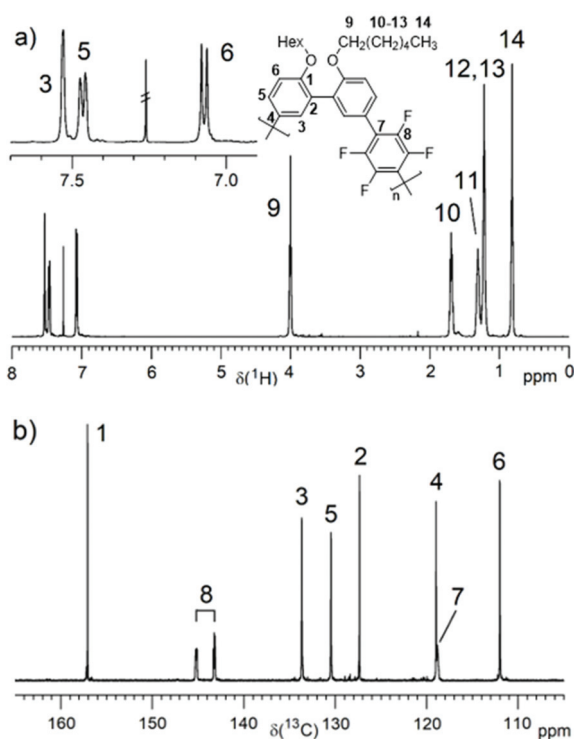 a)
3
5
6
7.5
7.0
Hex
O
9 10-13 14
O CH₂(CH₂)₄CH₃
6
1
5
2
4
3
7
F
8
F
F
F
n
9
10
11
12,13
14
8 7 6 5 4 3 2 1 0
δ(¹H)
ppm
b)
1
8
3
5
2
4
7
6
160 150 140 130 120 110
δ(¹³C)
ppm